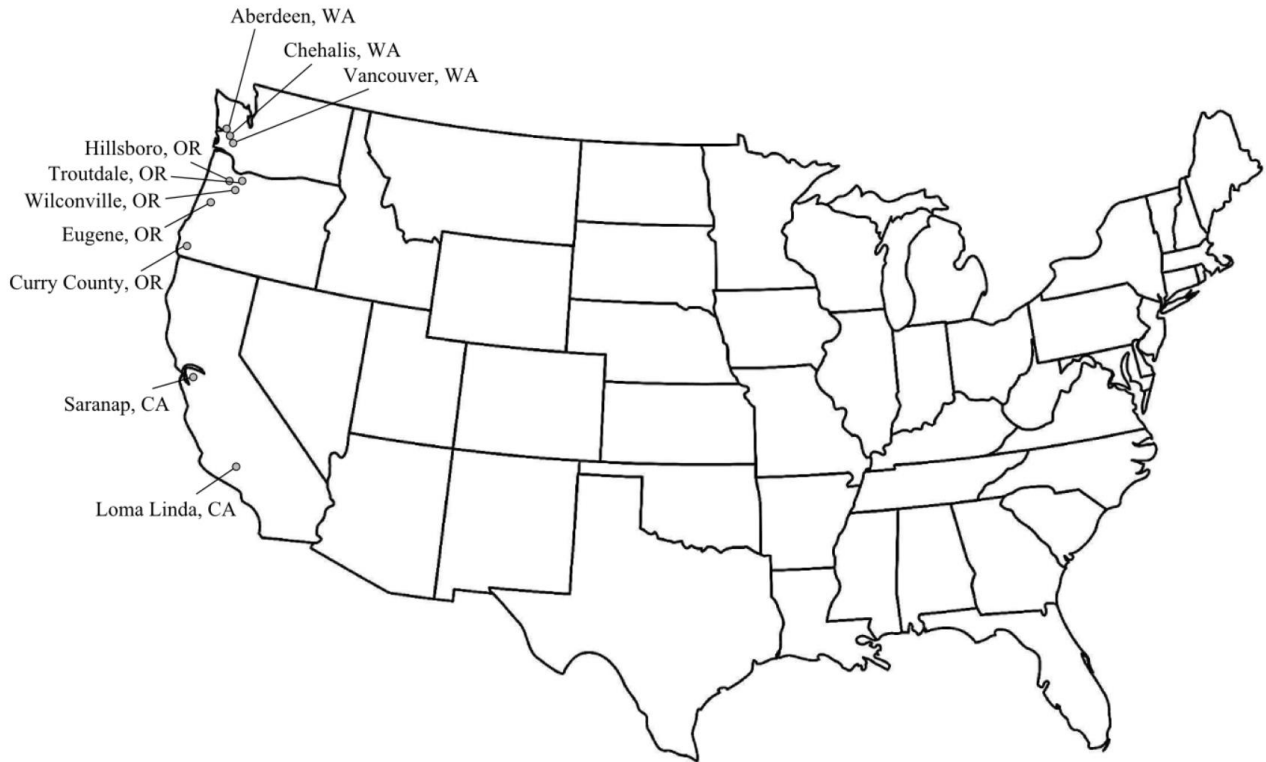 Aberdeen, WA
Chehalis, WA
Vancouver, WA
Hillsboro, OR
Troutdale, OR
Wilconville, OR
Eugene, OR
Curry County, OR
Saranap, CA
Loma Linda, CA